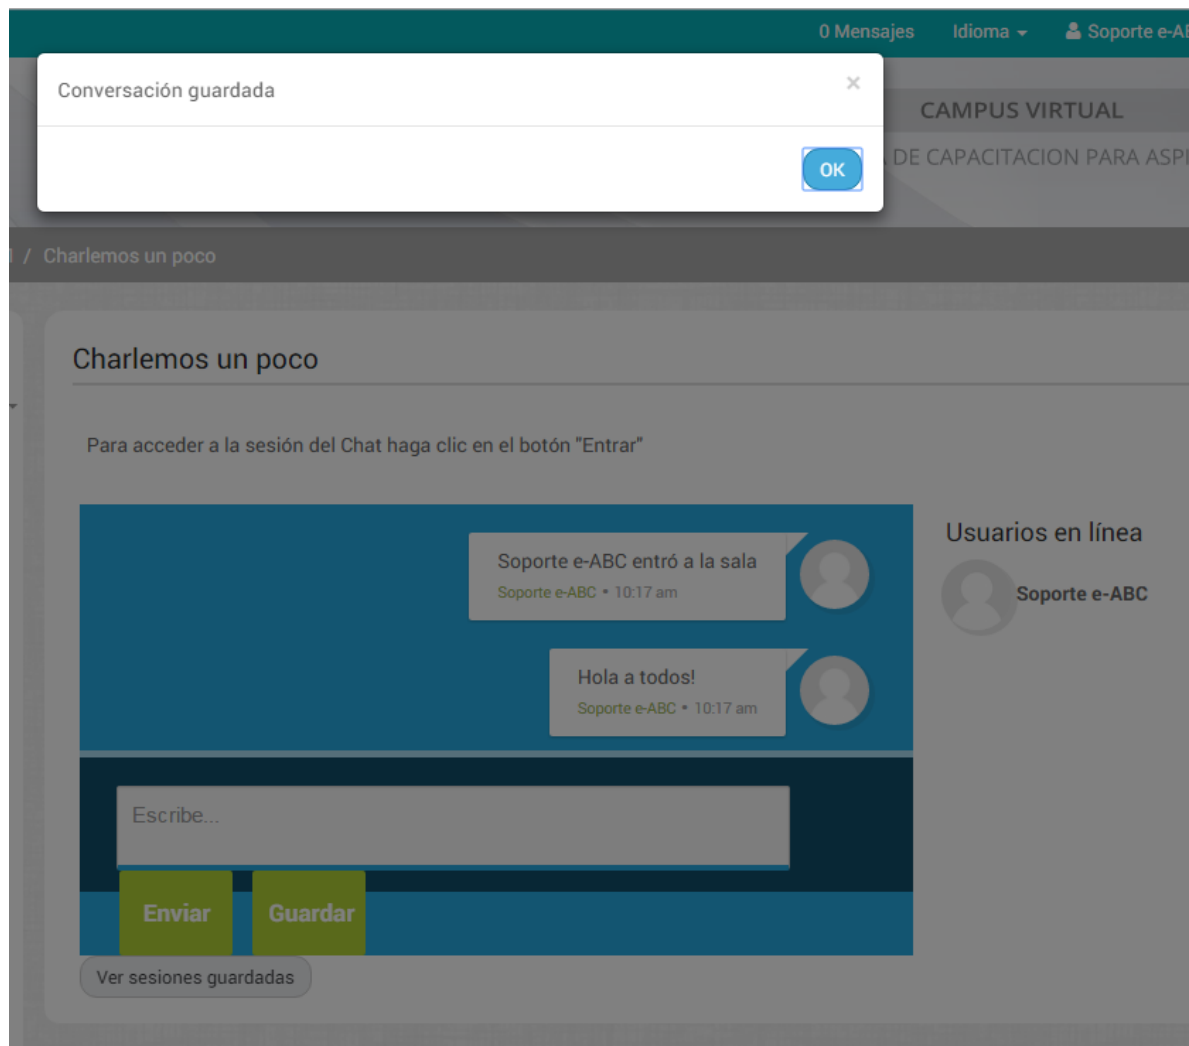 0 Mensajes Idioma Soporte e-AB
Conversación guardada ×
OK
CAMPUS VIRTUAL
DE CAPACITACION PARA ASPI
/ Charlemos un poco
Charlemos un poco
Para acceder a la sesión del Chat haga clic en el botón "Entrar"
Soporte e-ABC entró a la sala
Soporte e-ABC • 10:17 am
Hola a todos!
Soporte e-ABC • 10:17 am
Usuarios en línea
Soporte e-ABC
Escribe...
Enviar Guardar
Ver sesiones guardadas